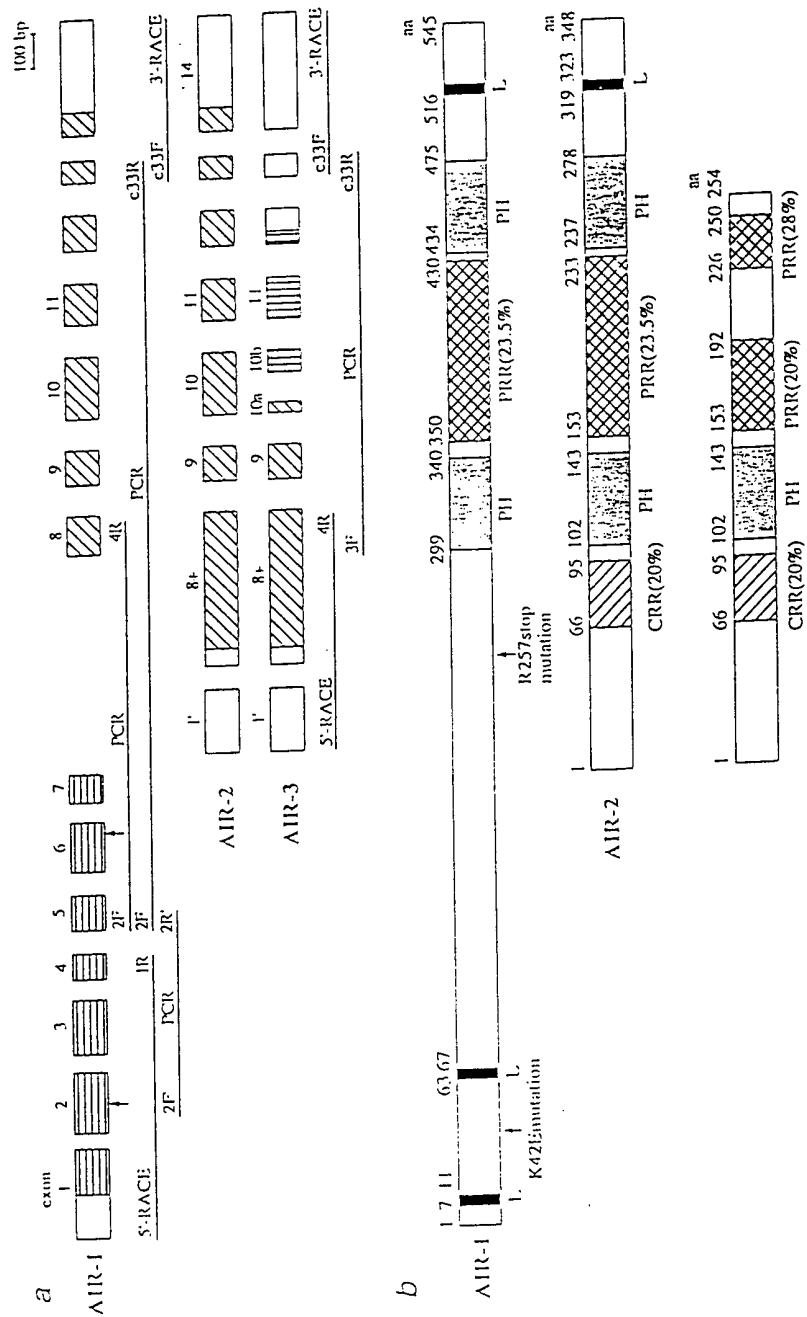 a
100 bp
exon
1 2 3 4 5 6 7 8 9 10 11
AIR-1
5'-RACE
1R
2F
PCR
2R'
2F
PCR
4R
2F
PCR
c33R
c33F
3'-RACE
1' 8+ 9 10 11 14
AIR-2
1' 8+ 9 10a 10b 11
AIR-3
5'-RACE
4R
3F
PCR
c33R
c33F
3'-RACE
b
1 7 11 63 67 299 340 350 430 434 475 516 545
aa
AIR-1
L
K42Emutation
L
R257stop
mutation
PH
PRR(23.5%)
PH
L
1 66 95 102 143 153 233 237 278 319 323 348
aa
AIR-2
CRR(20%)
PH
PRR(23.5%)
PH
L
1 66 95 102 143 153 192 226 250 254
aa
CRR(20%)
PH
PRR(20%)
PRR(28%)